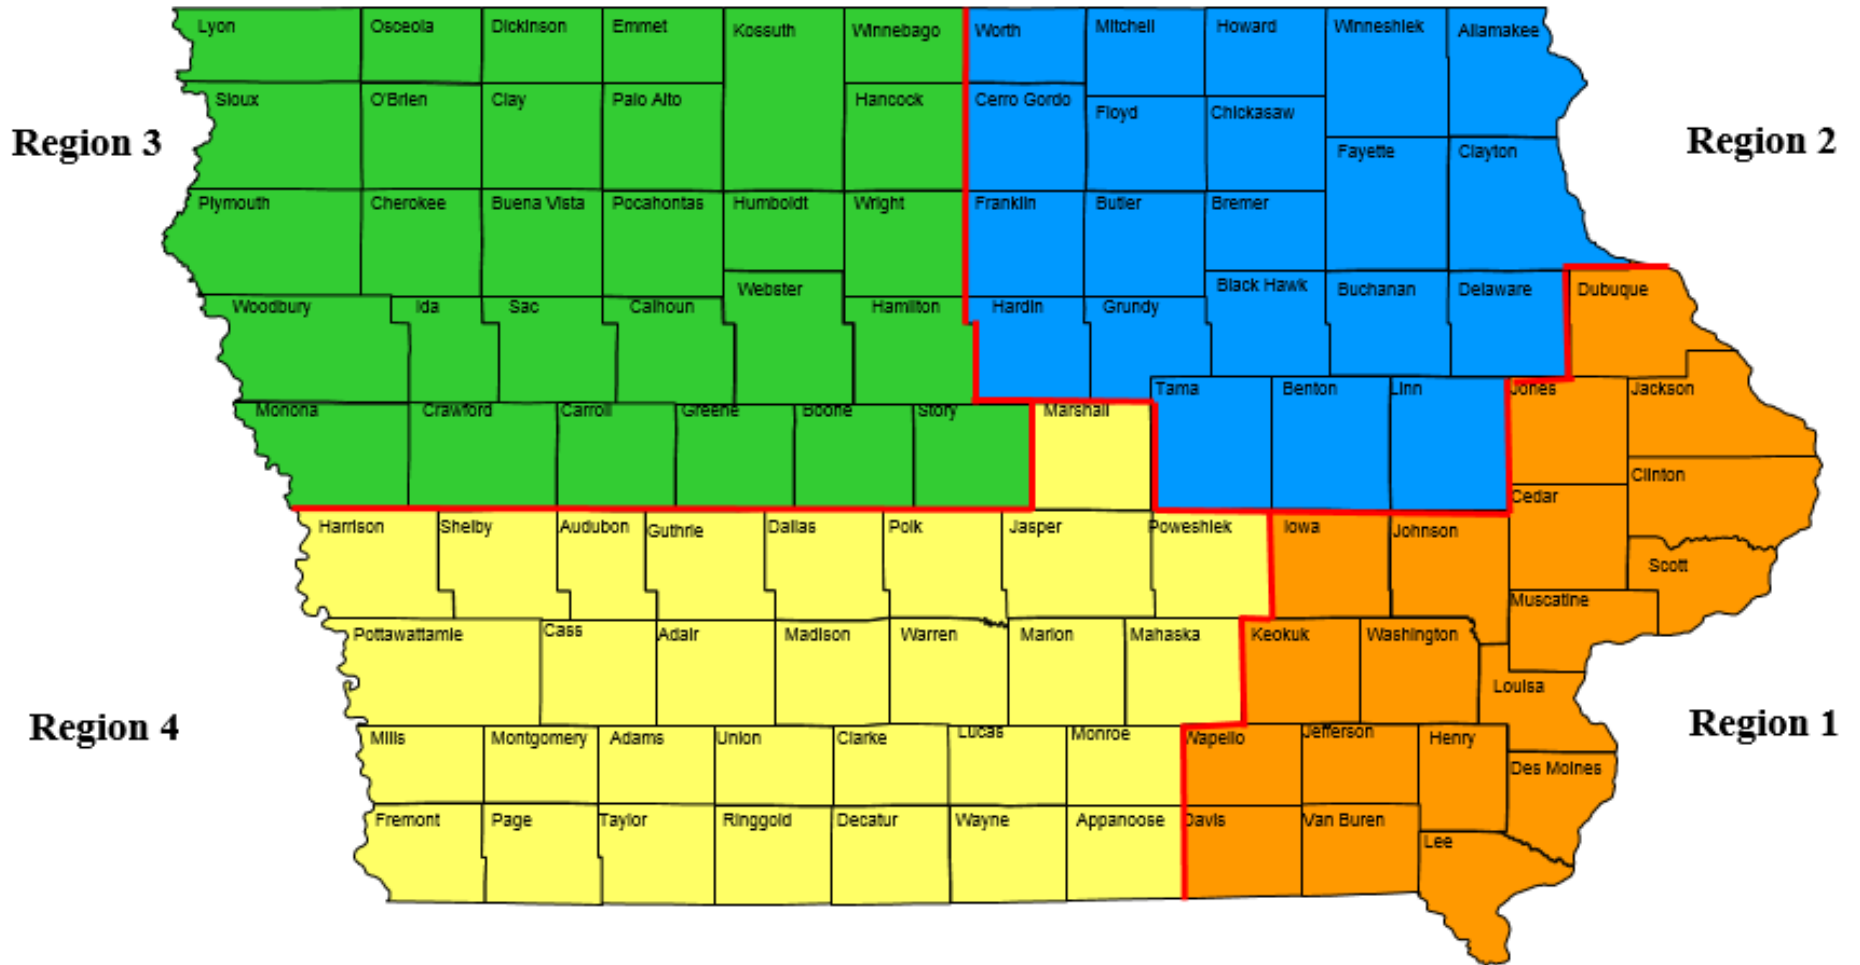 Lyon Osceola Dickinson Emmet Kossuth Winnebago Worth Mitchell Howard Winneshiek Allamakee
Sioux O'Brien Clay Palo Alto Hancock Cerro Gordo Floyd Chickasaw
Region 3 Region 2
Fayette Clayton
Plymouth Cherokee Buena Vista Pocahontas Humboldt Wright Franklin Butler Bremer
Webster Black Hawk Buchanan Delaware Dubuque
Woodbury Ida Sac Calhoun Hamilton Hardin Grundy
Tama Benton Linn Jones Jackson
Monona Crawford Carroll Greene Boone Story Marshall
Clinton
Cedar
Harrison Shelby Audubon Guthrie Dallas Polk Jasper Poweshiek Iowa Johnson
Scott
Muscatine
Pottawattamie Cass Adair Madison Warren Marion Mahaska Keokuk Washington
Louisa
Region 4 Region 1
Mills Montgomery Adams Union Clarke Lucas Monroe Wapello Jefferson Henry
Des Moines
Fremont Page Taylor Ringgold Decatur Wayne Appanoose Davis Van Buren
Lee